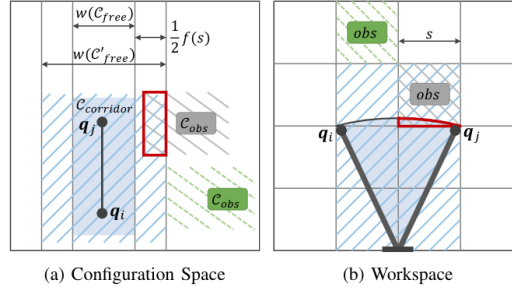 w(𝒞_free)
1/2 f(s)
w(𝒞'_free)
𝒞_corridor
q_j
q_i
𝒞_obs
𝒞_obs
(a) Configuration Space
obs
s
obs
q_i
q_j
(b) Workspace